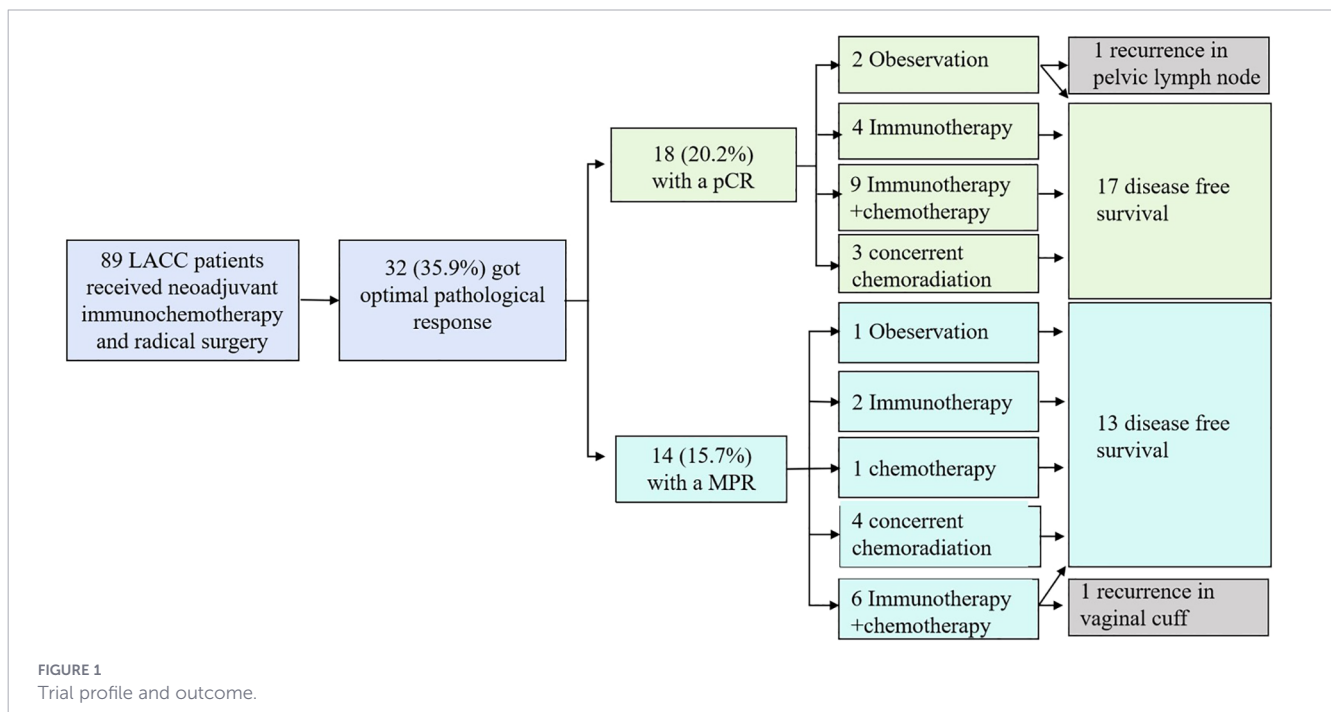 89 LACC patients
received neoadjuvant
immunochemotherapy
and radical surgery
32 (35.9%) got
optimal pathological
response
18 (20.2%)
with a pCR
2 Obeservation
4 Immunotherapy
9 Immunotherapy
+chemotherapy
3 concerrent
chemoradiation
1 recurrence in
pelvic lymph node
17 disease free
survival
14 (15.7%)
with a MPR
1 Obeservation
2 Immunotherapy
1 chemotherapy
4 concerrent
chemoradiation
6 Immunotherapy
+chemotherapy
13 disease free
survival
1 recurrence in
vaginal cuff
FIGURE 1
Trial profile and outcome.